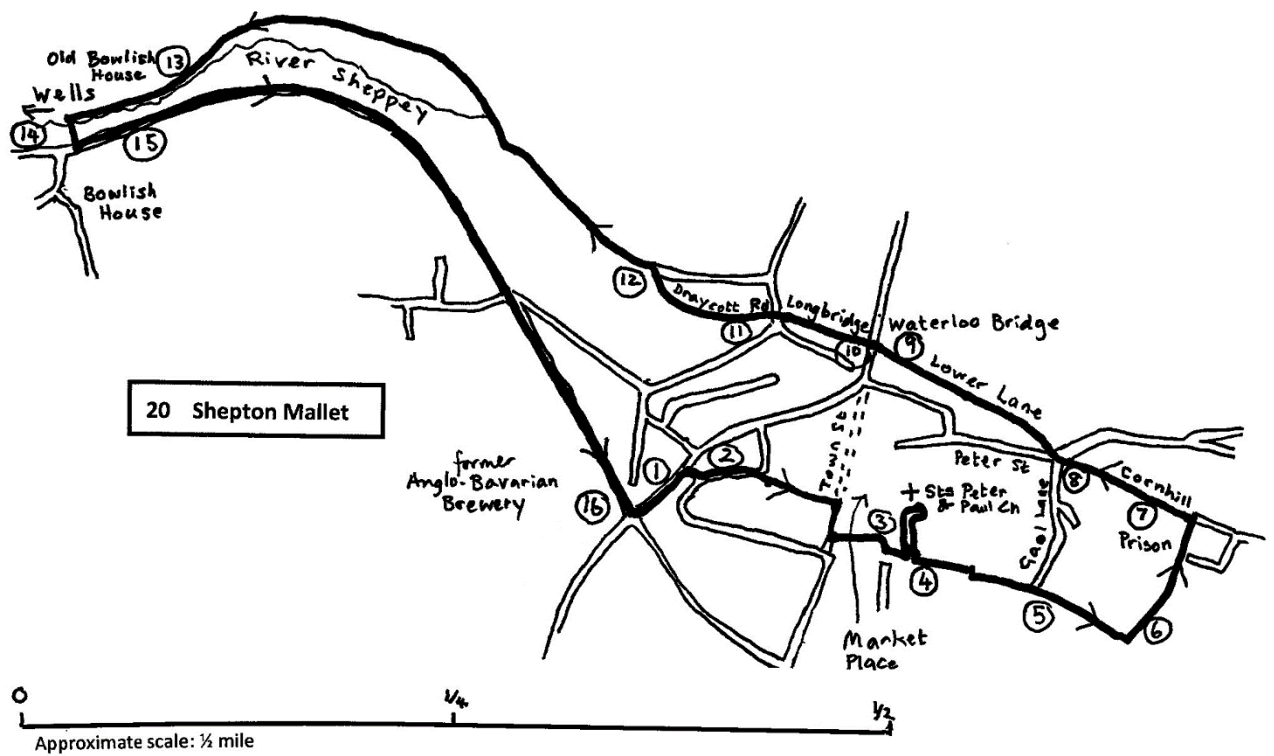 Old Bowlish
House
13
River Sheppey
Wells
14
15
Bowlish
House
12
Draycott Rd
Longbridge
Waterloo Bridge
11
10
9
Lower Lane
20 Shepton Mallet
former
Anglo-Bavarian
Brewery
1
2
Town St
Peter St
8
Cornhill
16
3
+ Sts Peter
& Paul Ch
Gaol Lane
7
Prison
4
5
6
Market
Place
0
1/4
1/2
Approximate scale: ½ mile